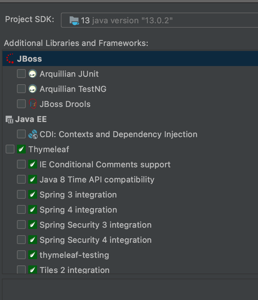 Project SDK: 13 java version "13.0.2"
Additional Libraries and Frameworks:
JBoss
Arquillian JUnit
Arquillian TestNG
JBoss Drools
Java EE
CDI: Contexts and Dependency Injection
Thymeleaf
IE Conditional Comments support
Java 8 Time API compatibility
Spring 3 integration
Spring 4 integration
Spring Security 3 integration
Spring Security 4 integration
thymeleaf-testing
Tiles 2 integration